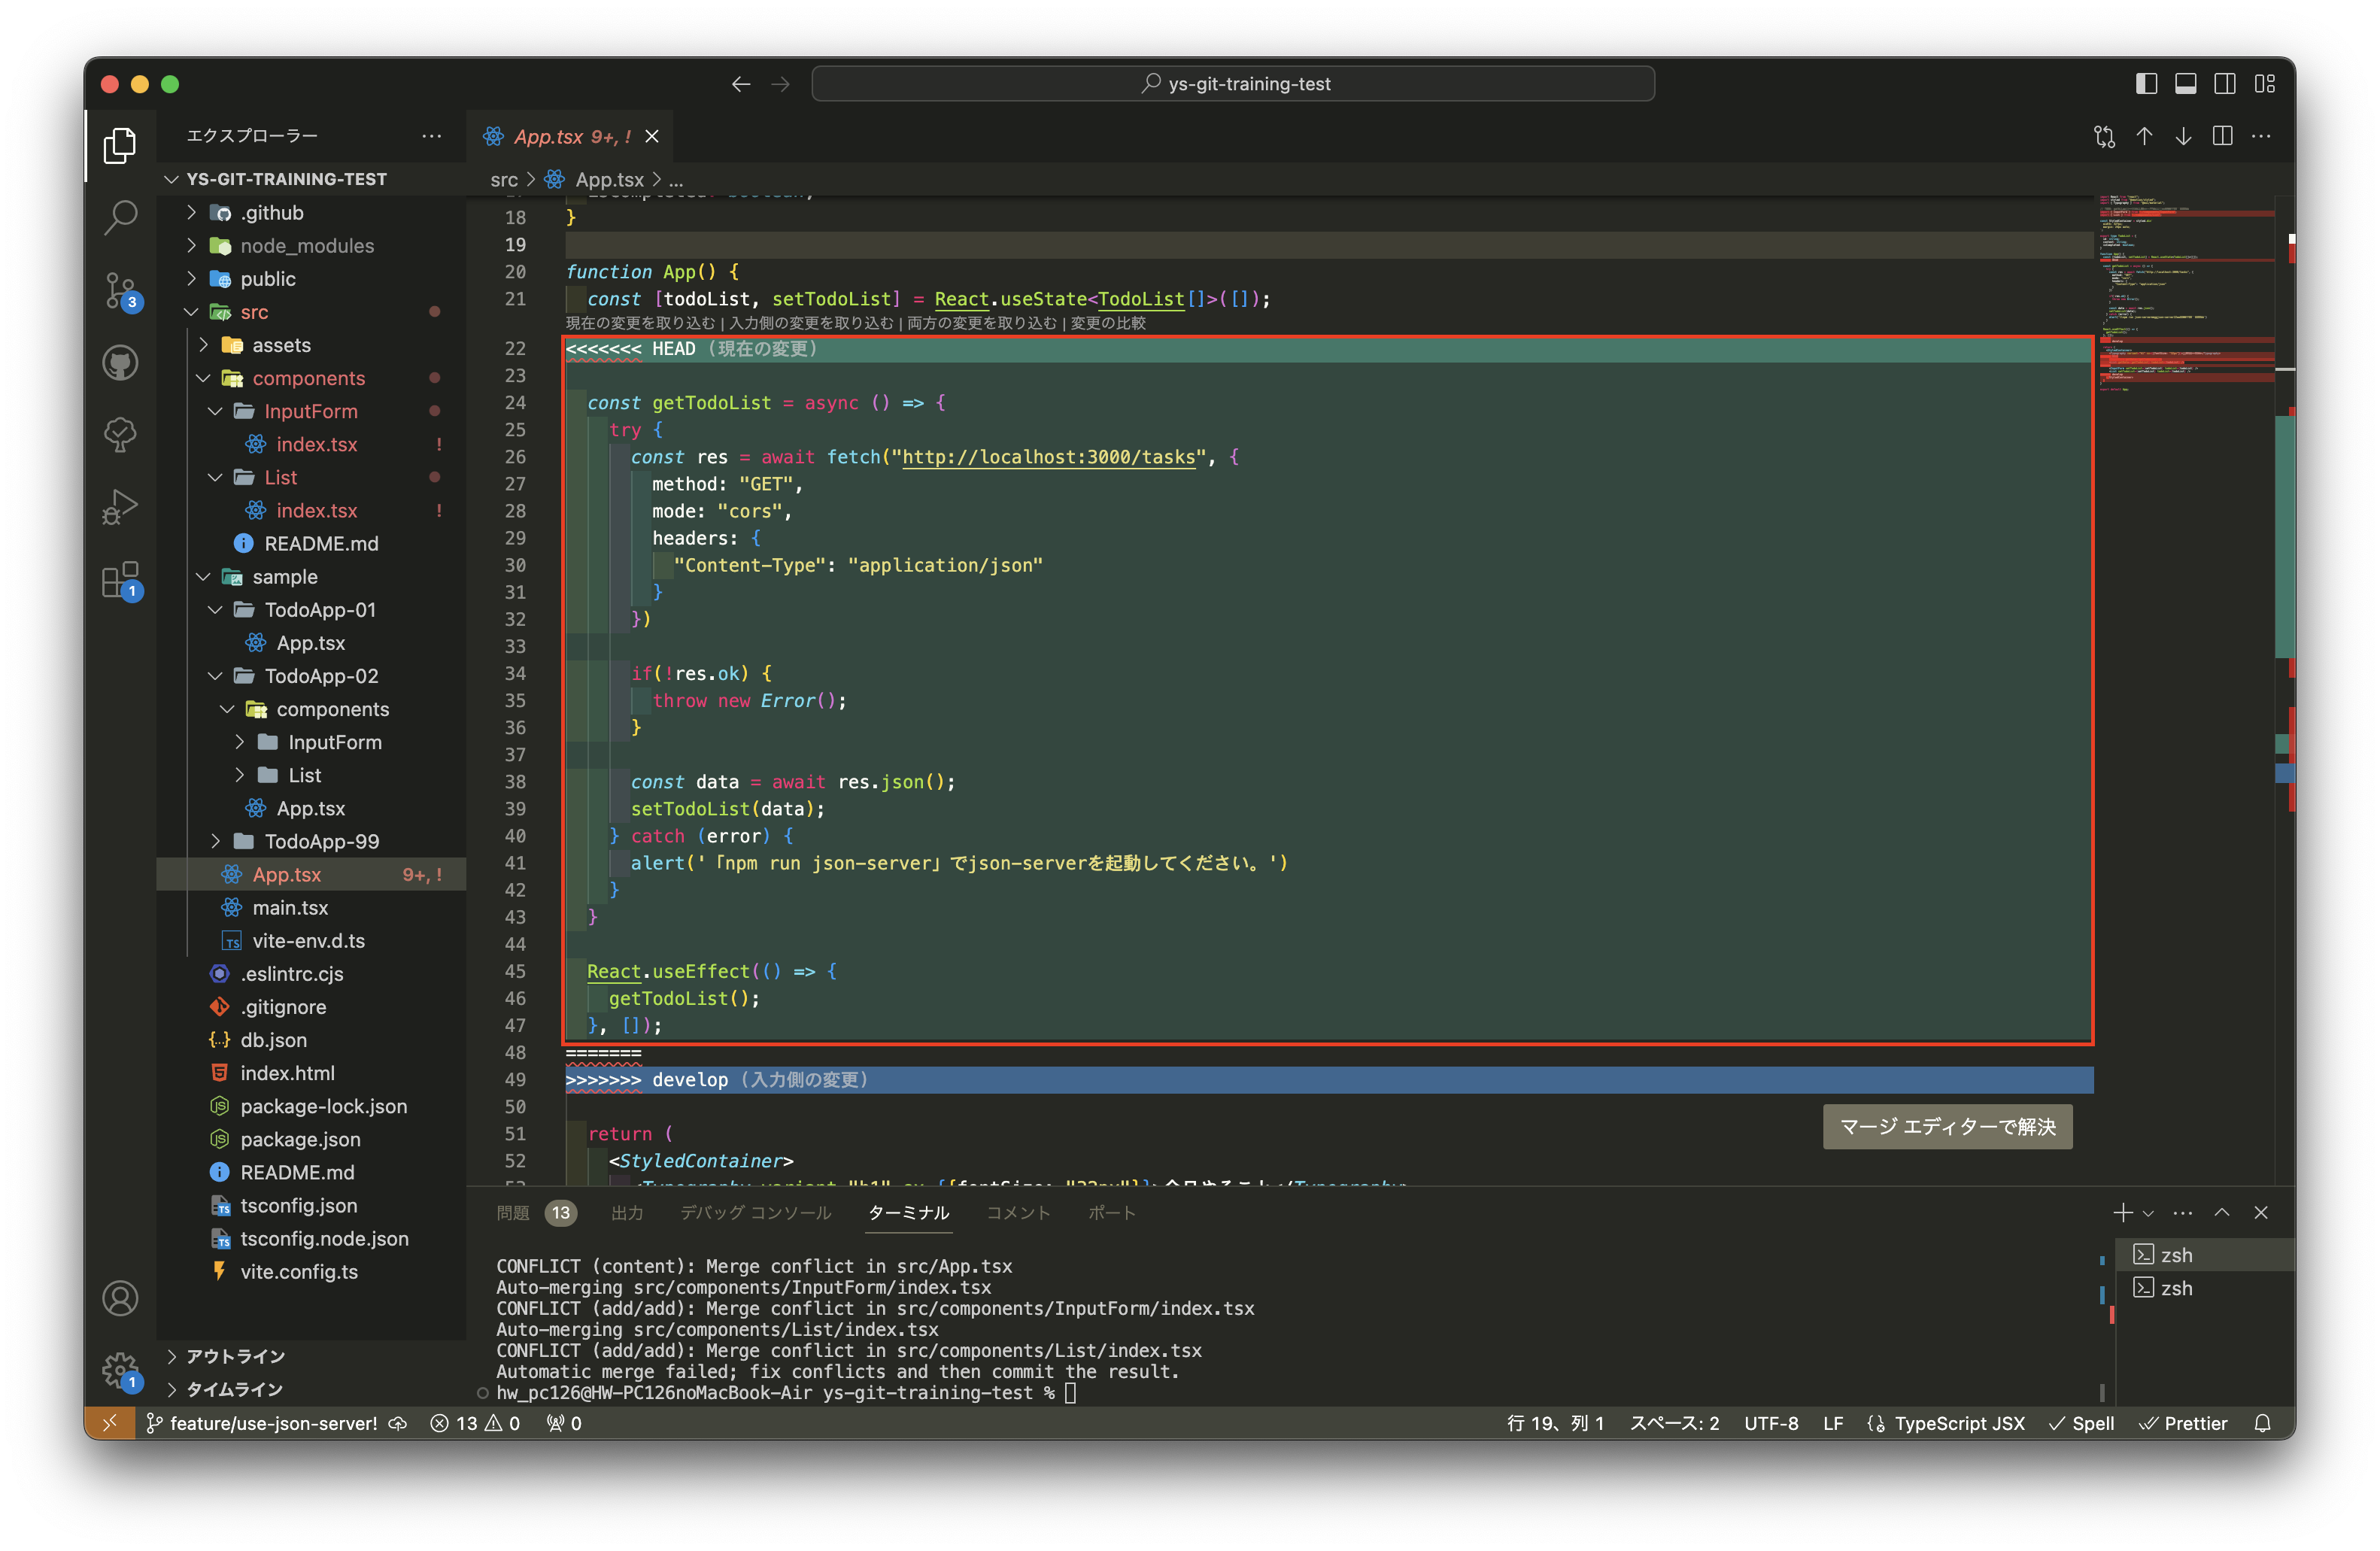 ys-git-training-test
エクスプローラー
App.tsx 9+, !
YS-GIT-TRAINING-TEST
src > App.tsx > ...
.github
node_modules
public
src
assets
components
InputForm
index.tsx !
List
index.tsx !
README.md
sample
TodoApp-01
App.tsx
TodoApp-02
components
InputForm
List
App.tsx
TodoApp-99
App.tsx 9+, !
main.tsx
vite-env.d.ts
.eslintrc.cjs
.gitignore
db.json
index.html
package-lock.json
package.json
README.md
tsconfig.json
tsconfig.node.json
vite.config.ts
アウトライン
タイムライン
3
1
1
18 }
19
20 function App() {
21 const [todoList, setTodoList] = React.useState<TodoList[]>([]);
現在の変更を取り込む | 入力側の変更を取り込む | 両方の変更を取り込む | 変更の比較
22 <<<<<<< HEAD (現在の変更)
23
24 const getTodoList = async () => {
25 try {
26 const res = await fetch("http://localhost:3000/tasks", {
27 method: "GET",
28 mode: "cors",
29 headers: {
30 "Content-Type": "application/json"
31 }
32 })
33
34 if(!res.ok) {
35 throw new Error();
36 }
37
38 const data = await res.json();
39 setTodoList(data);
40 } catch (error) {
41 alert('「npm run json-server」でjson-serverを起動してください。')
42 }
43 }
44
45 React.useEffect(() => {
46 getTodoList();
47 }, []);
48 =======
49 >>>>>>> develop (入力側の変更)
50
51 return (
52 <StyledContainer>
マージ エディターで解決
問題 13 出力 デバッグ コンソール ターミナル コメント ポート
CONFLICT (content): Merge conflict in src/App.tsx
Auto-merging src/components/InputForm/index.tsx
CONFLICT (add/add): Merge conflict in src/components/InputForm/index.tsx
Auto-merging src/components/List/index.tsx
CONFLICT (add/add): Merge conflict in src/components/List/index.tsx
Automatic merge failed; fix conflicts and then commit the result.
hw_pc126@HW-PC126noMacBook-Air ys-git-training-test %
zsh
zsh
feature/use-json-server! 13 0 0 行 19、列 1 スペース: 2 UTF-8 LF TypeScript JSX Spell Prettier